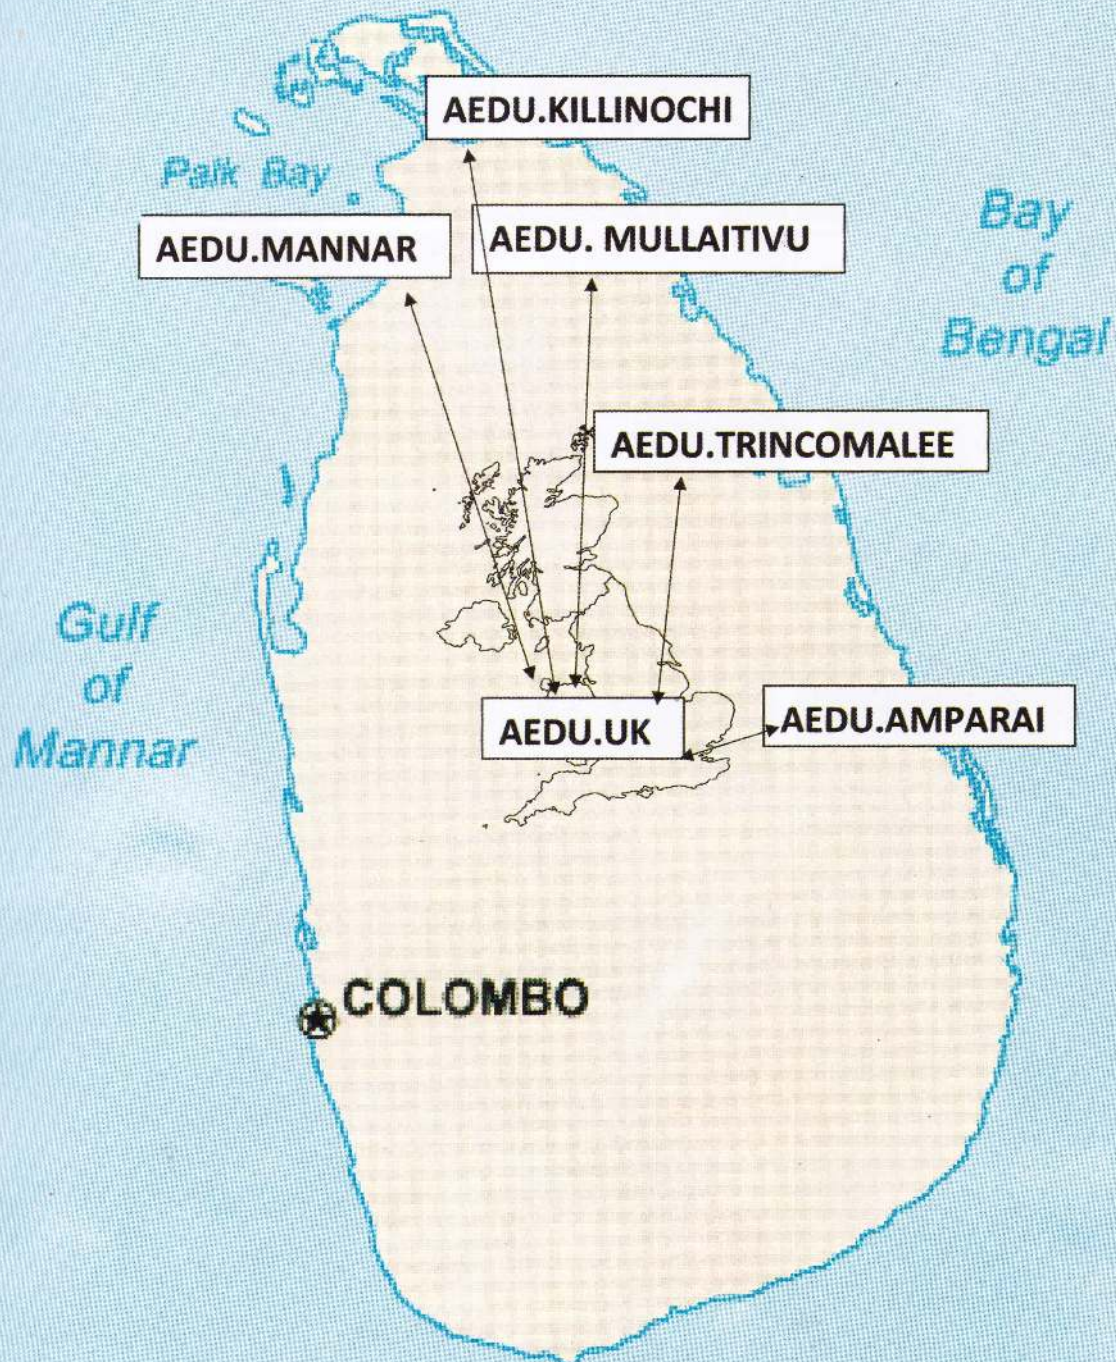 AEDU.KILLINOCHI
Palk Bay
AEDU.MANNAR
AEDU. MULLAITIVU
Bay
of
Bengal
AEDU.TRINCOMALEE
Gulf
of
Mannar
AEDU.UK
AEDU.AMPARAI
COLOMBO